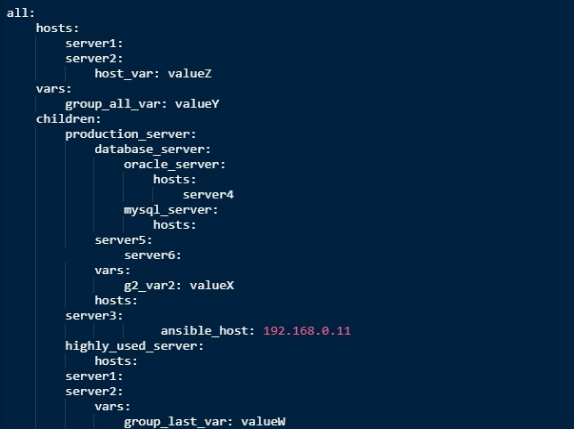 all:
    hosts:
        server1:
        server2:
            host_var: valueZ
    vars:
        group_all_var: valueY
    children:
        production_server:
            database_server:
                oracle_server:
                    hosts:
                        server4
                mysql_server:
                    hosts:
            server5:
                server6:
            vars:
                g2_var2: valueX
            hosts:
        server3:
                     ansible_host: 192.168.0.11
        highly_used_server:
            hosts:
        server1:
        server2:
            vars:
                group_last_var: valueW